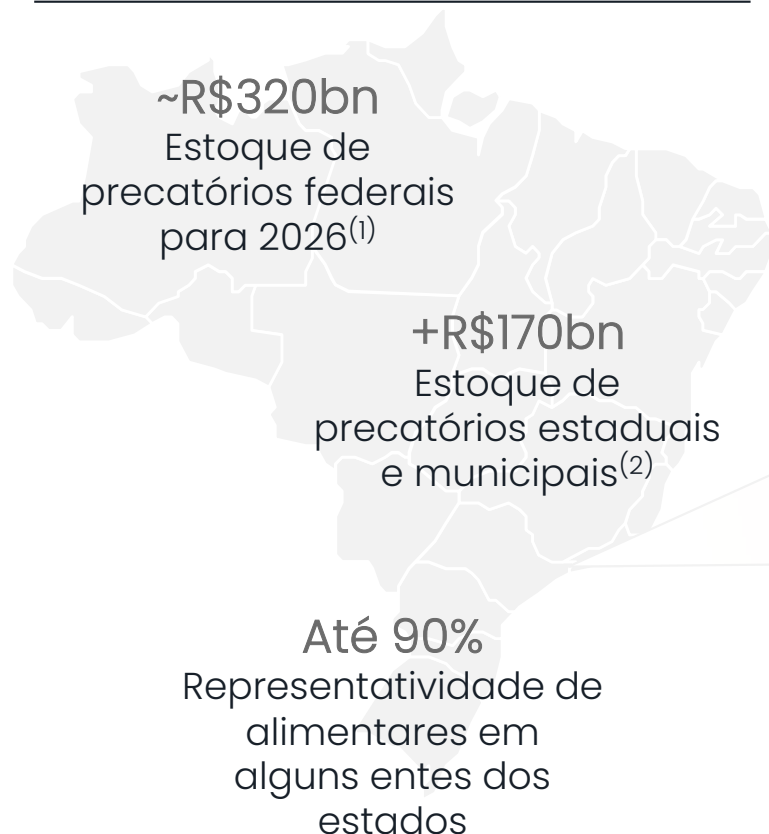 ~R$320bn
Estoque de
precatórios federais
para 2026(1)
+R$170bn
Estoque de
precatórios estaduais
e municipais(2)
Até 90%
Representatividade de
alimentares em
alguns entes dos
estados